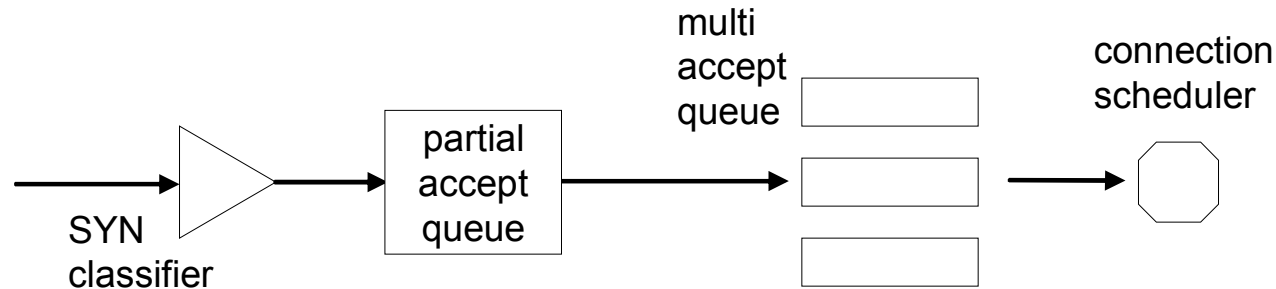 SYN
classifier
partial
accept
queue
multi
accept
queue
connection
scheduler